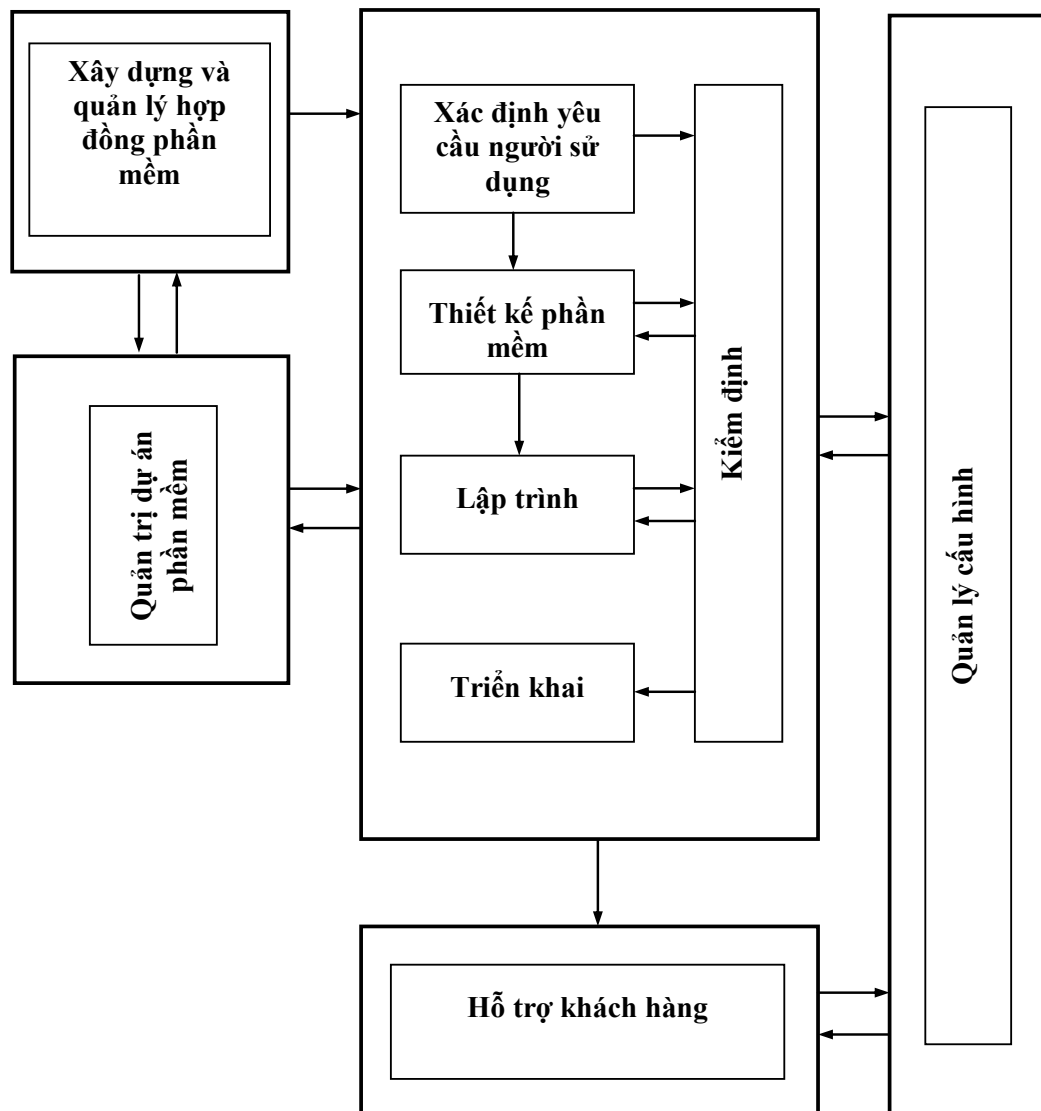 Xây dựng và
quản lý hợp
đồng phần
mềm
Xác định yêu
cầu người sử
dụng
Thiết kế phần
mềm
Kiểm định
Quản trị dự án
phần mềm
Lập trình
Quản lý cấu hình
Triển khai
Hỗ trợ khách hàng